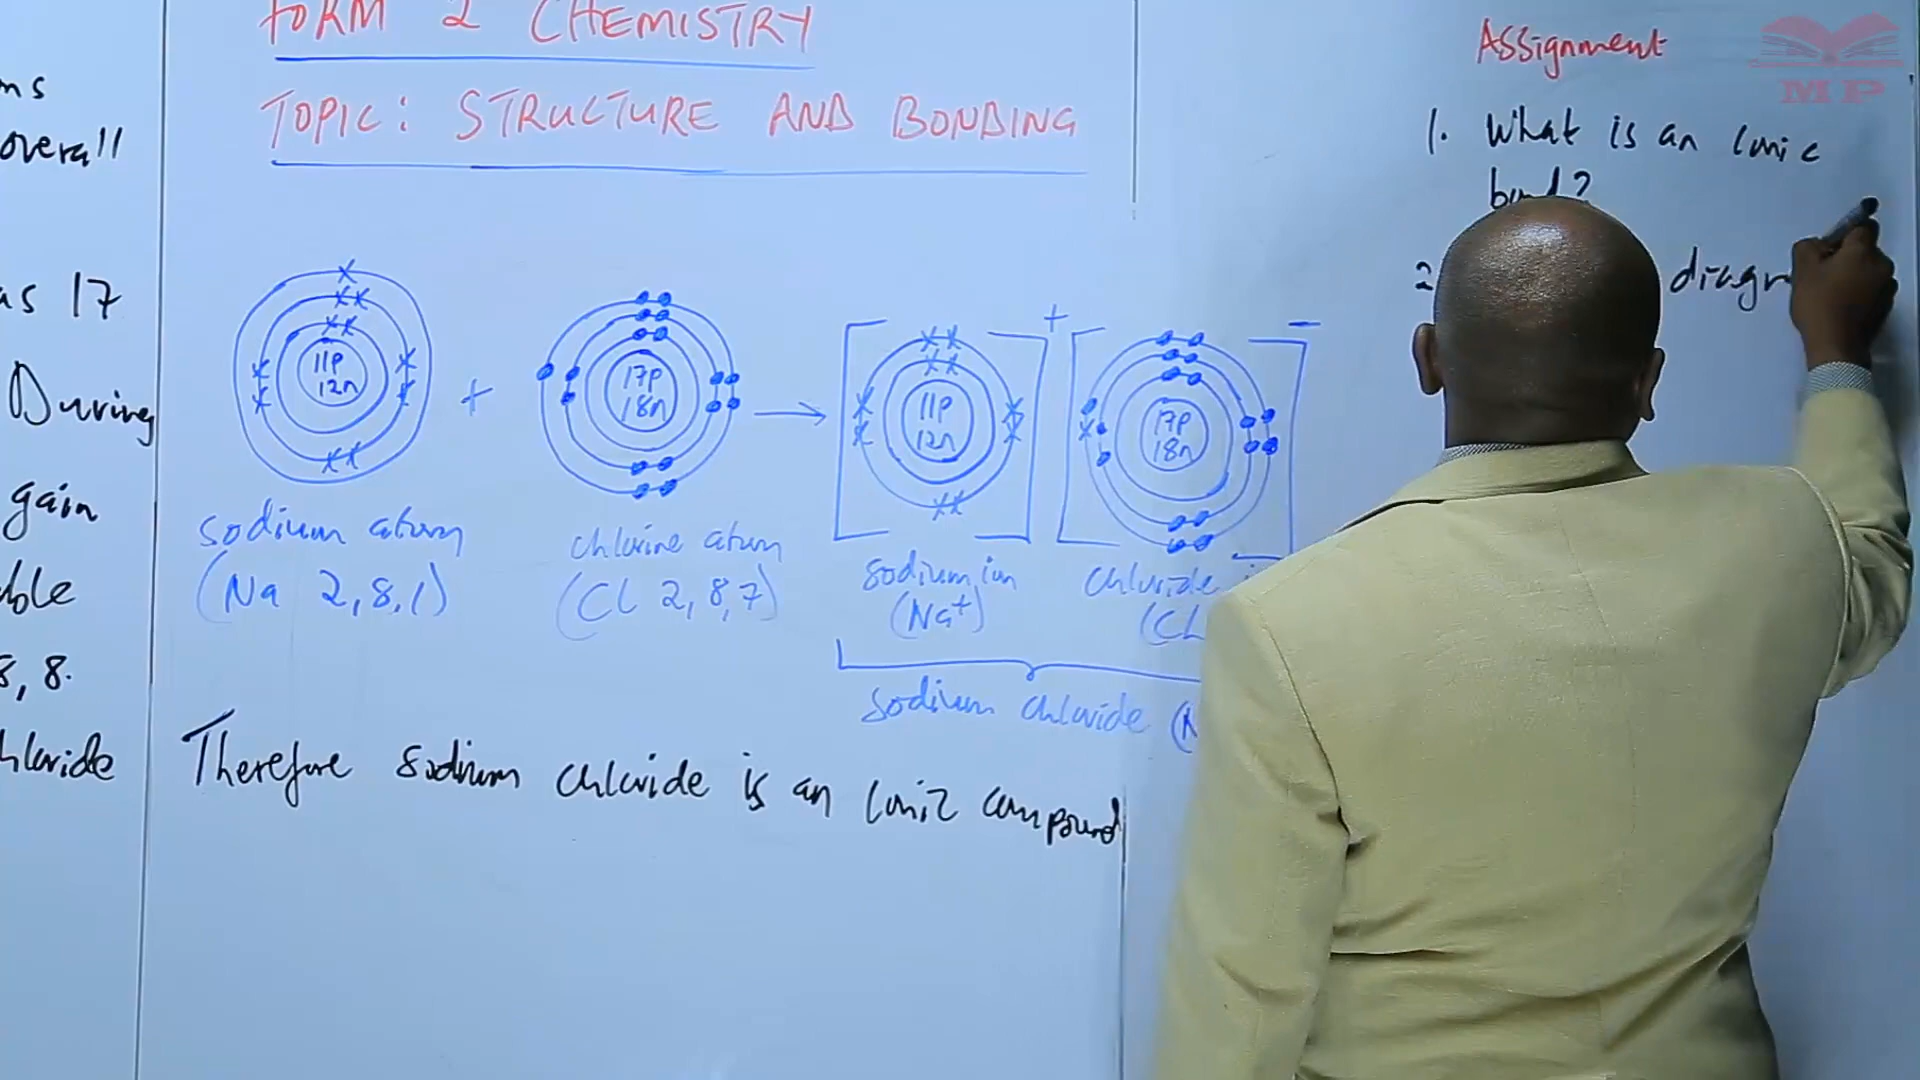 FORM 2 CHEMISTRY
TOPIC: STRUCTURE AND BONDING
ms
overall
as 17
During
gain
able
8, 8.
hloride
11p
12n
+
17p
18n
11p
12n
+
17p
18n
–
sodium atom
(Na 2,8,1)
chlorine atom
(Cl 2,8,7)
sodium ion
(Na+)
chloride
(CL
sodium chloride (N
Therefore sodium chloride is an ionic compound
Assignment
1. What is an ionic
bond?
2
diagra
MP